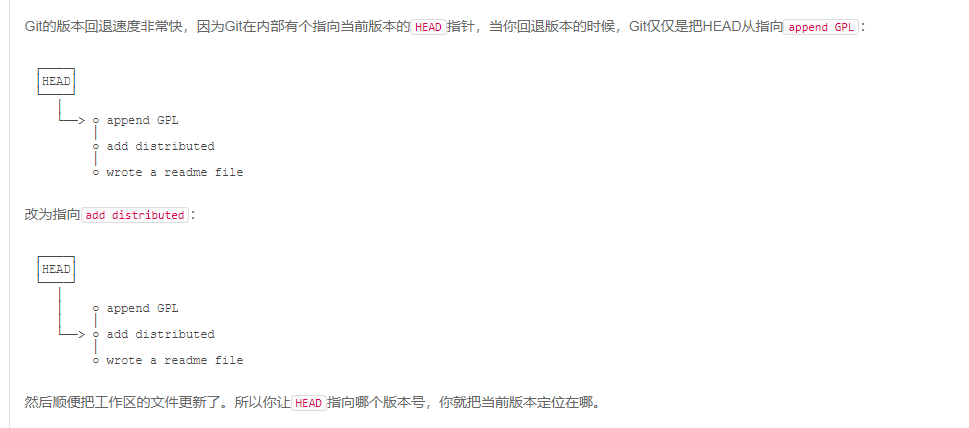 Git的版本回退速度非常快，因为Git在内部有个指向当前版本的HEAD指针，当你回退版本的时候，Git仅仅是把HEAD从指向append GPL：
HEAD
append GPL
add distributed
wrote a readme file
改为指向add distributed：
HEAD
append GPL
add distributed
wrote a readme file
然后顺便把工作区的文件更新了。所以你让HEAD指向哪个版本号，你就把当前版本定位在哪。